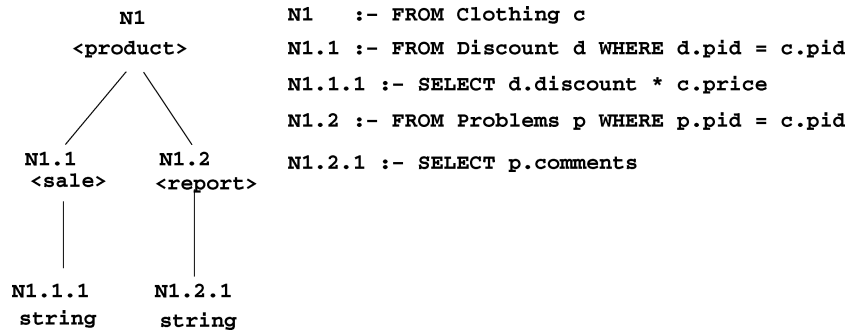 N1
<product>
N1.1
<sale>
N1.2
<report>
N1.1.1
string
N1.2.1
string
N1 :- FROM Clothing c
N1.1 :- FROM Discount d WHERE d.pid = c.pid
N1.1.1 :- SELECT d.discount * c.price
N1.2 :- FROM Problems p WHERE p.pid = c.pid
N1.2.1 :- SELECT p.comments